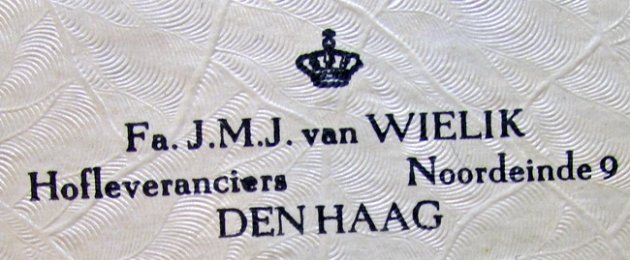 Fa. J.M.J. van WIELIK
Hofleveranciers Noordeinde 9
DEN HAAG